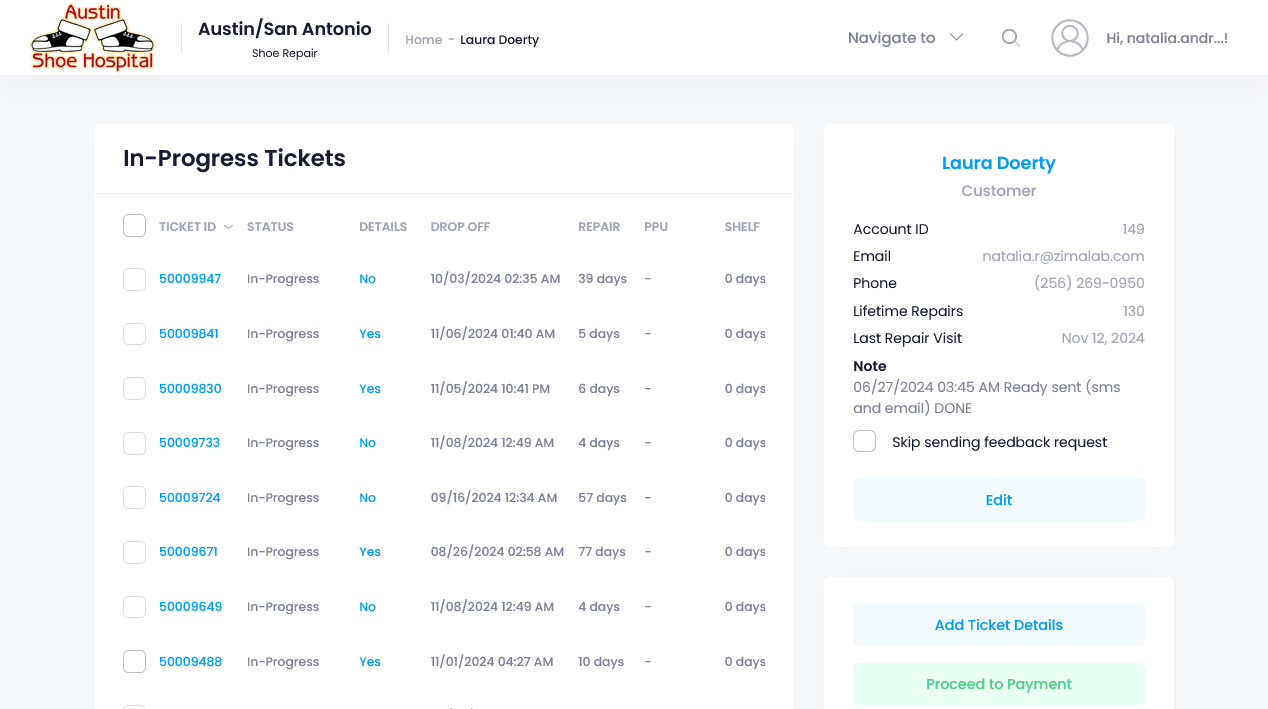 Austin
Shoe Hospital
Austin/San Antonio
Shoe Repair
Home - Laura Doerty
Navigate to
Hi, natalia.andr...!
In-Progress Tickets
TICKET ID STATUS DETAILS DROP OFF REPAIR PPU SHELF
50009947 In-Progress No 10/03/2024 02:35 AM 39 days - 0 days
50009841 In-Progress Yes 11/06/2024 01:40 AM 5 days - 0 days
50009830 In-Progress Yes 11/05/2024 10:41 PM 6 days - 0 days
50009733 In-Progress No 11/08/2024 12:49 AM 4 days - 0 days
50009724 In-Progress No 09/16/2024 12:34 AM 57 days - 0 days
50009671 In-Progress Yes 08/26/2024 02:58 AM 77 days - 0 days
50009649 In-Progress No 11/08/2024 12:49 AM 4 days - 0 days
50009488 In-Progress Yes 11/01/2024 04:27 AM 10 days - 0 days
Laura Doerty
Customer
Account ID 149
Email natalia.r@zimalab.com
Phone (256) 269-0950
Lifetime Repairs 130
Last Repair Visit Nov 12, 2024
Note
06/27/2024 03:45 AM Ready sent (sms
and email) DONE
Skip sending feedback request
Edit
Add Ticket Details
Proceed to Payment